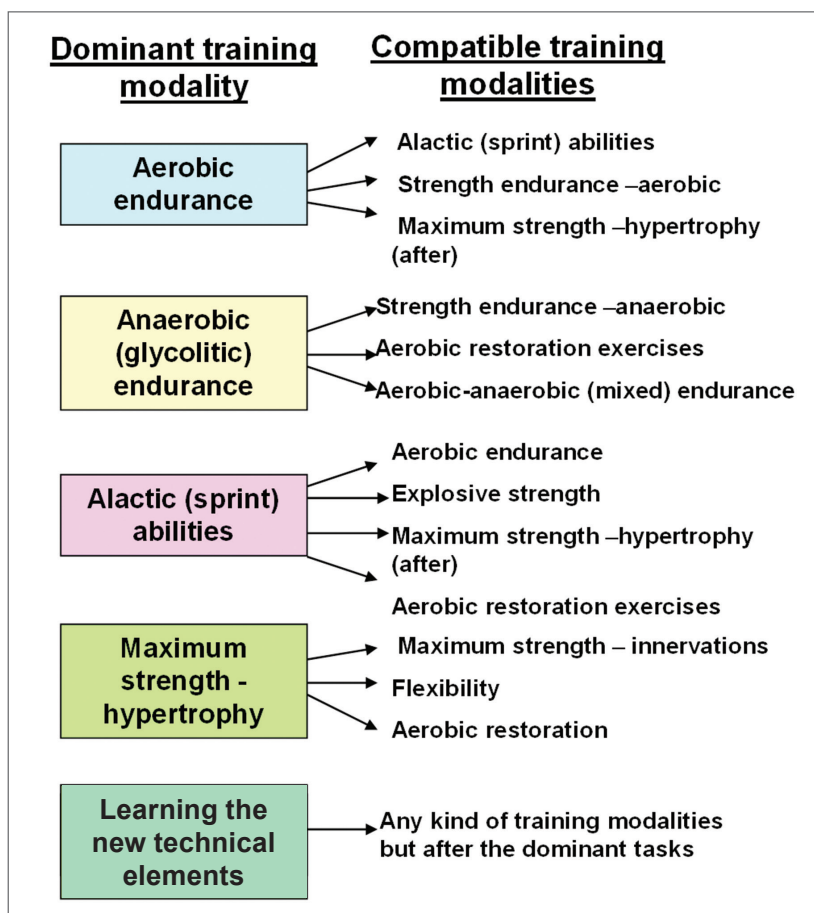 Dominant training
modality
Compatible training
modalities
Aerobic
endurance
Alactic (sprint) abilities
Strength endurance –aerobic
Maximum strength –hypertrophy
(after)
Anaerobic
(glycolitic)
endurance
Strength endurance –anaerobic
Aerobic restoration exercises
Aerobic-anaerobic (mixed) endurance
Alactic (sprint)
abilities
Aerobic endurance
Explosive strength
Maximum strength –hypertrophy
(after)
Aerobic restoration exercises
Maximum
strength -
hypertrophy
Maximum strength – innervations
Flexibility
Aerobic restoration
Learning the
new technical
elements
Any kind of training modalities
but after the dominant tasks